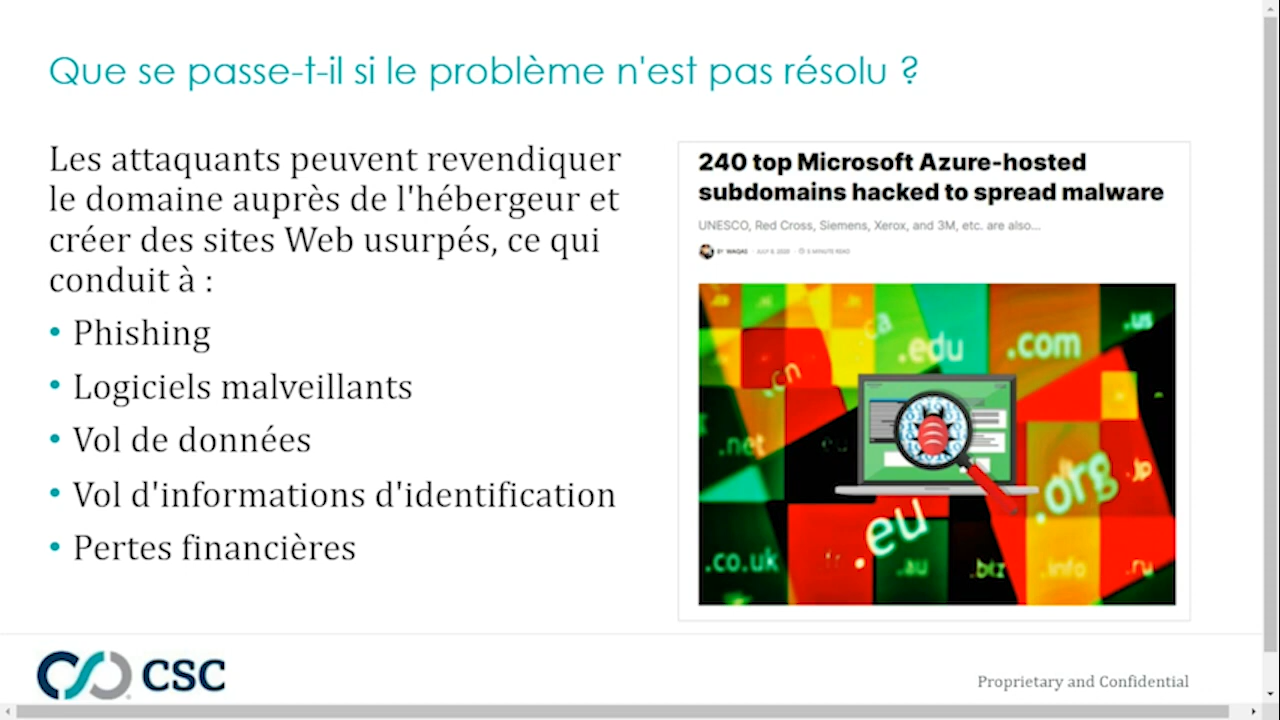 Que se passe-t-il si le problème n'est pas résolu ?
Les attaquants peuvent revendiquer
le domaine auprès de l'hébergeur et
créer des sites Web usurpés, ce qui
conduit à :
• Phishing
• Logiciels malveillants
• Vol de données
• Vol d'informations d'identification
• Pertes financières
240 top Microsoft Azure-hosted
subdomains hacked to spread malware
UNESCO, Red Cross, Siemens, Xerox, and 3M, etc. are also...
BY WAQAS
.ca
.us
.edu
.com
.cn
.net
.org
.jp
.eu
.co.uk
.au
.biz
.info
.ru
CSC
Proprietary and Confidential